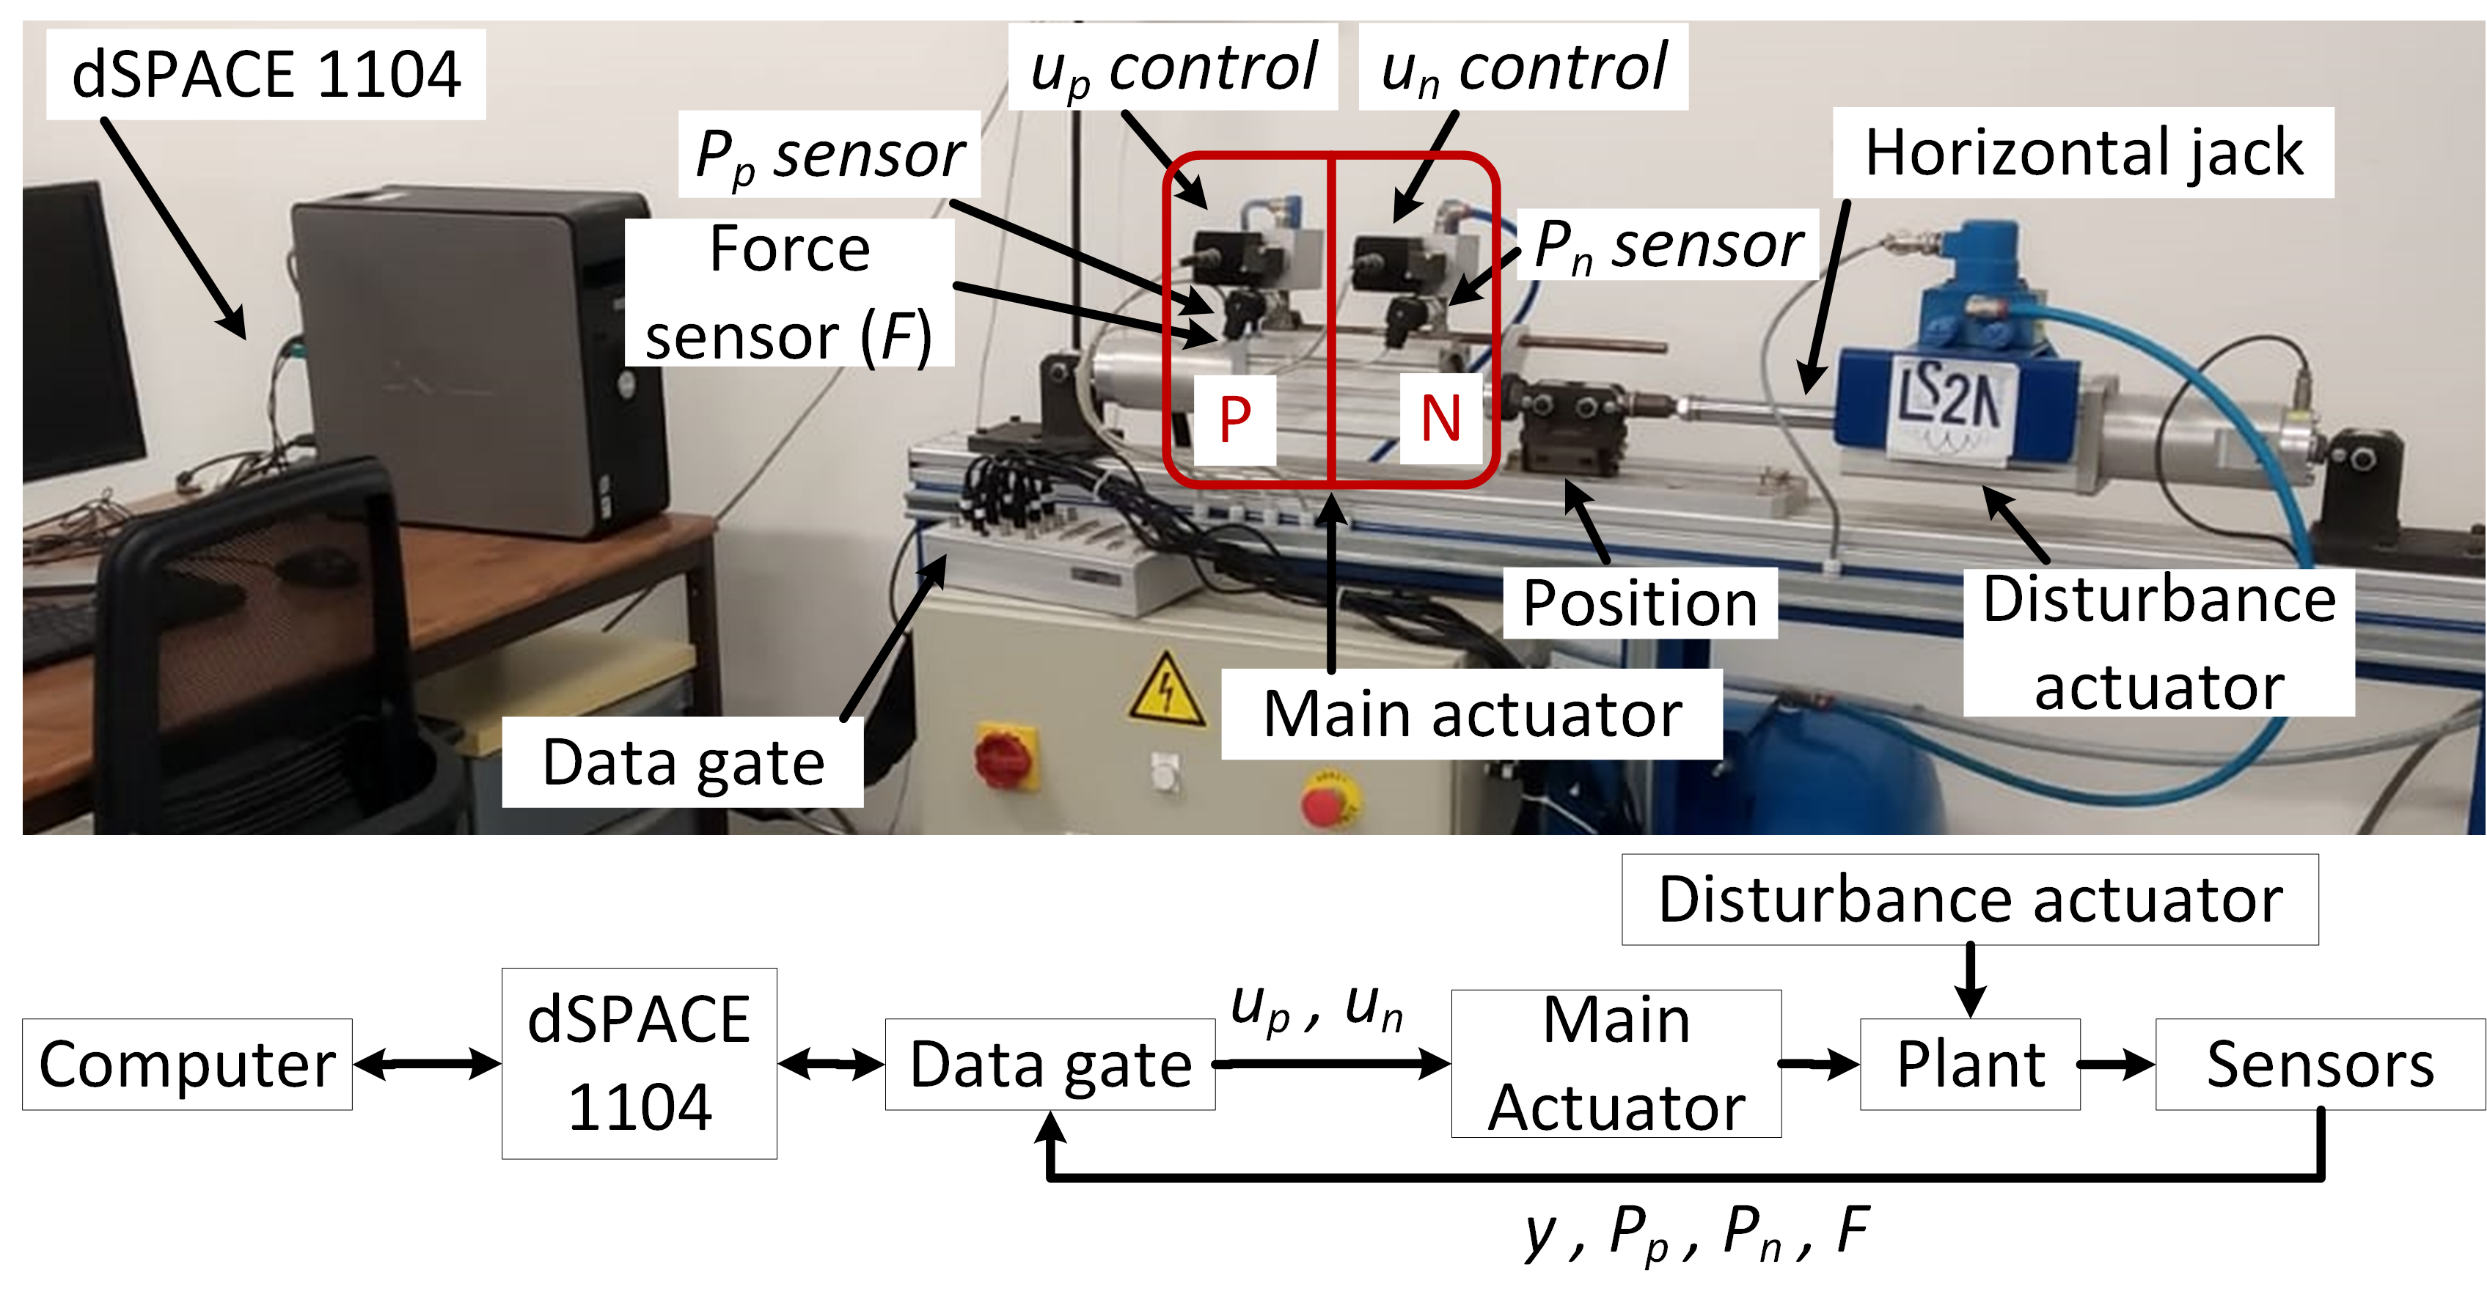 dSPACE 1104
u_p control
u_n control
P_p sensor
Horizontal jack
Force
sensor (F)
P_n sensor
LS2N
P
N
Position
Disturbance
actuator
Main actuator
Data gate
Disturbance actuator
Computer
dSPACE
1104
Data gate
u_p , u_n
Main
Actuator
Plant
Sensors
y , P_p , P_n , F